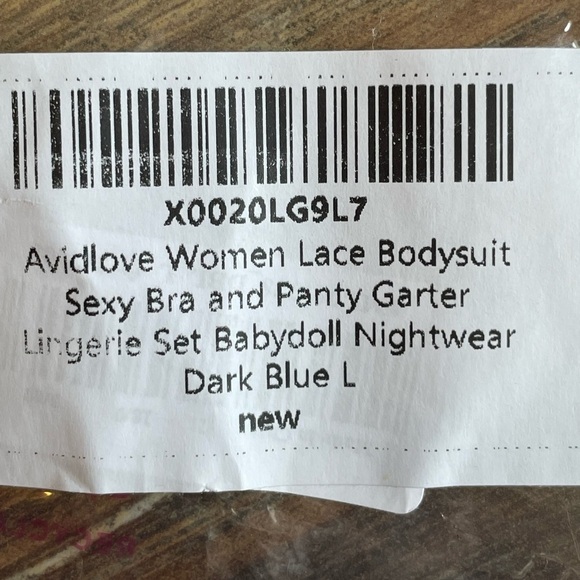 X0020LG9L7
Avidlove Women Lace Bodysuit
Sexy Bra and Panty Garter
Lingerie Set Babydoll Nightwear
Dark Blue L
new